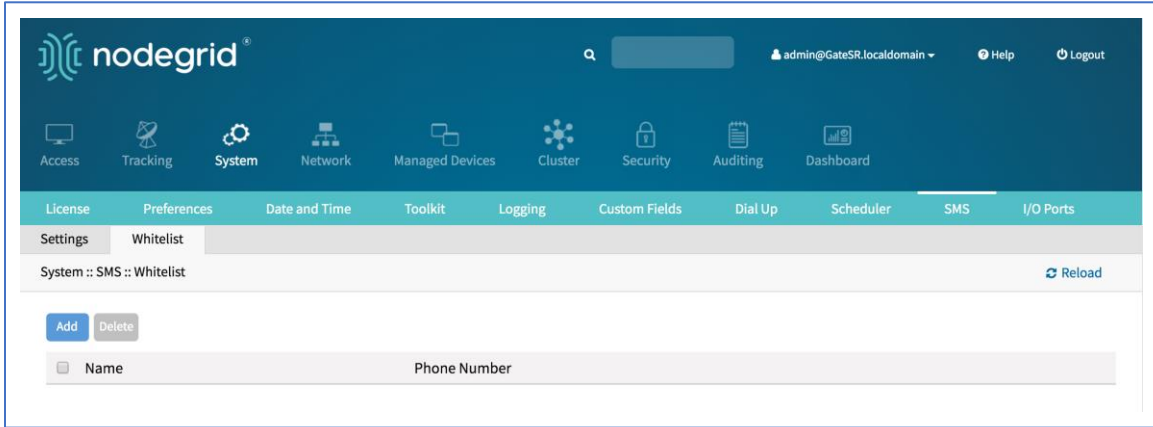 nodegrid®
admin@GateSR.localdomain Help Logout
Access Tracking System Network Managed Devices Cluster Security Auditing Dashboard
License Preferences Date and Time Toolkit Logging Custom Fields Dial Up Scheduler SMS I/O Ports
Settings Whitelist
System :: SMS :: Whitelist Reload
Add Delete
Name Phone Number